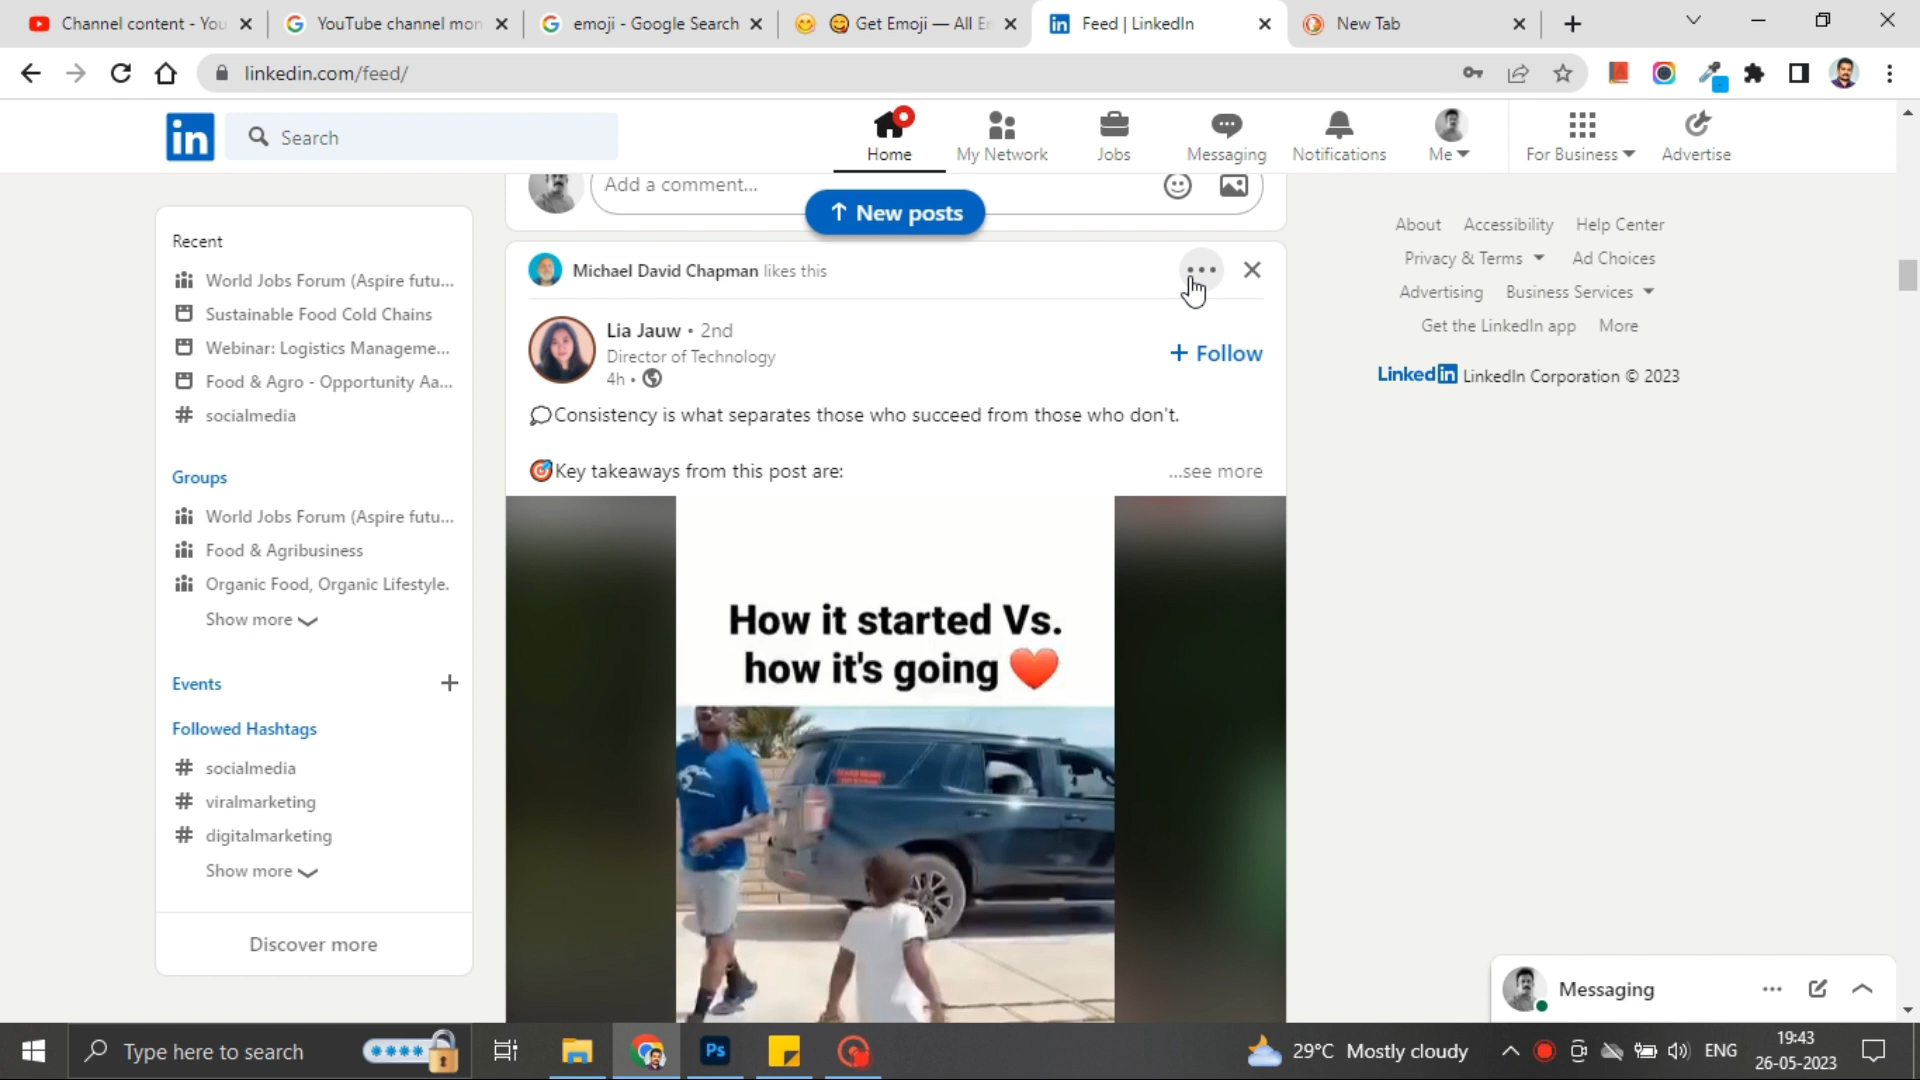 Channel content - You
YouTube channel mon
emoji - Google Search
Get Emoji — All E
Feed | LinkedIn
New Tab
linkedin.com/feed/
in
Search
Home
My Network
Jobs
Messaging
Notifications
Me
For Business
Advertise
Add a comment...
↑ New posts
Recent
World Jobs Forum (Aspire futu...
Sustainable Food Cold Chains
Webinar: Logistics Manageme...
Food & Agro - Opportunity Aa...
# socialmedia
Groups
World Jobs Forum (Aspire futu...
Food & Agribusiness
Organic Food, Organic Lifestyle.
Show more
Events +
Followed Hashtags
# socialmedia
# viralmarketing
# digitalmarketing
Show more
Discover more
Michael David Chapman likes this
Lia Jauw • 2nd
Director of Technology
4h •
+ Follow
💭Consistency is what separates those who succeed from those who don't.
🎯Key takeaways from this post are:
...see more
How it started Vs.
how it's going ❤️
About Accessibility Help Center
Privacy & Terms Ad Choices
Advertising Business Services
Get the LinkedIn app More
LinkedIn LinkedIn Corporation © 2023
Messaging
Type here to search
Ps
29°C Mostly cloudy
ENG
19:43
26-05-2023